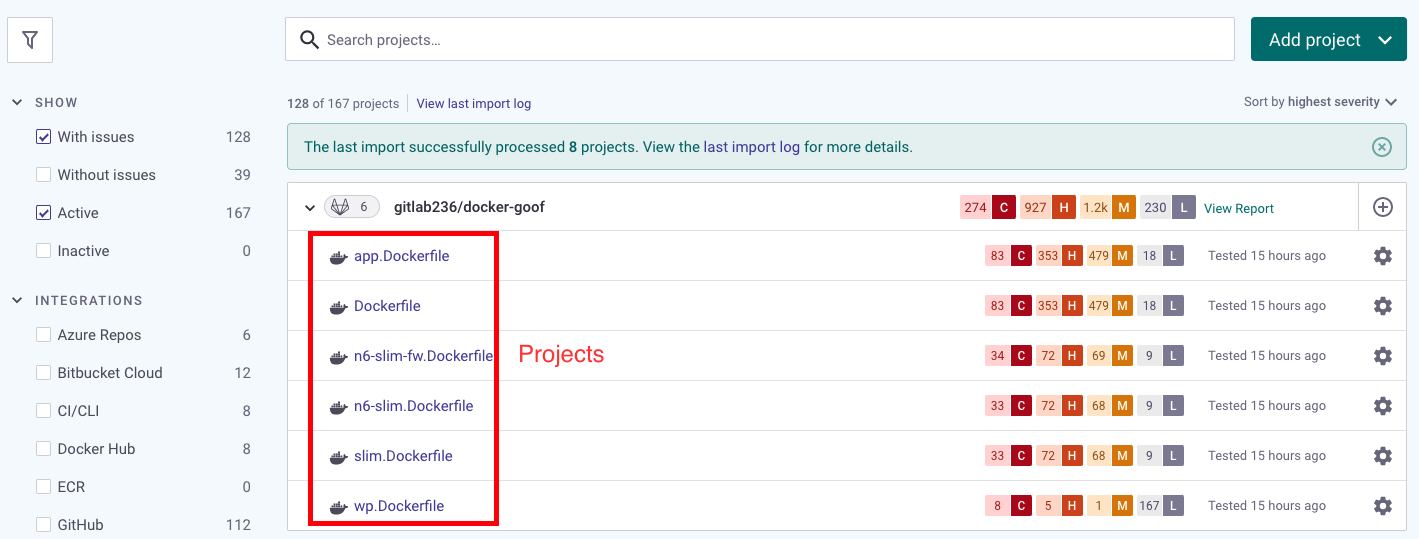 Search projects...
Add project
SHOW
With issues 128
Without issues 39
Active 167
Inactive 0
INTEGRATIONS
Azure Repos 6
Bitbucket Cloud 12
CI/CLI 8
Docker Hub 8
ECR 0
GitHub 112
128 of 167 projects | View last import log
Sort by highest severity
The last import successfully processed 8 projects. View the last import log for more details.
6 gitlab236/docker-goof 274 C 927 H 1.2k M 230 L View Report
app.Dockerfile 83 C 353 H 479 M 18 L Tested 15 hours ago
Dockerfile 83 C 353 H 479 M 18 L Tested 15 hours ago
n6-slim-fw.Dockerfile 34 C 72 H 69 M 9 L Tested 15 hours ago
Projects
n6-slim.Dockerfile 33 C 72 H 68 M 9 L Tested 15 hours ago
slim.Dockerfile 33 C 72 H 68 M 9 L Tested 15 hours ago
wp.Dockerfile 8 C 5 H 1 M 167 L Tested 15 hours ago